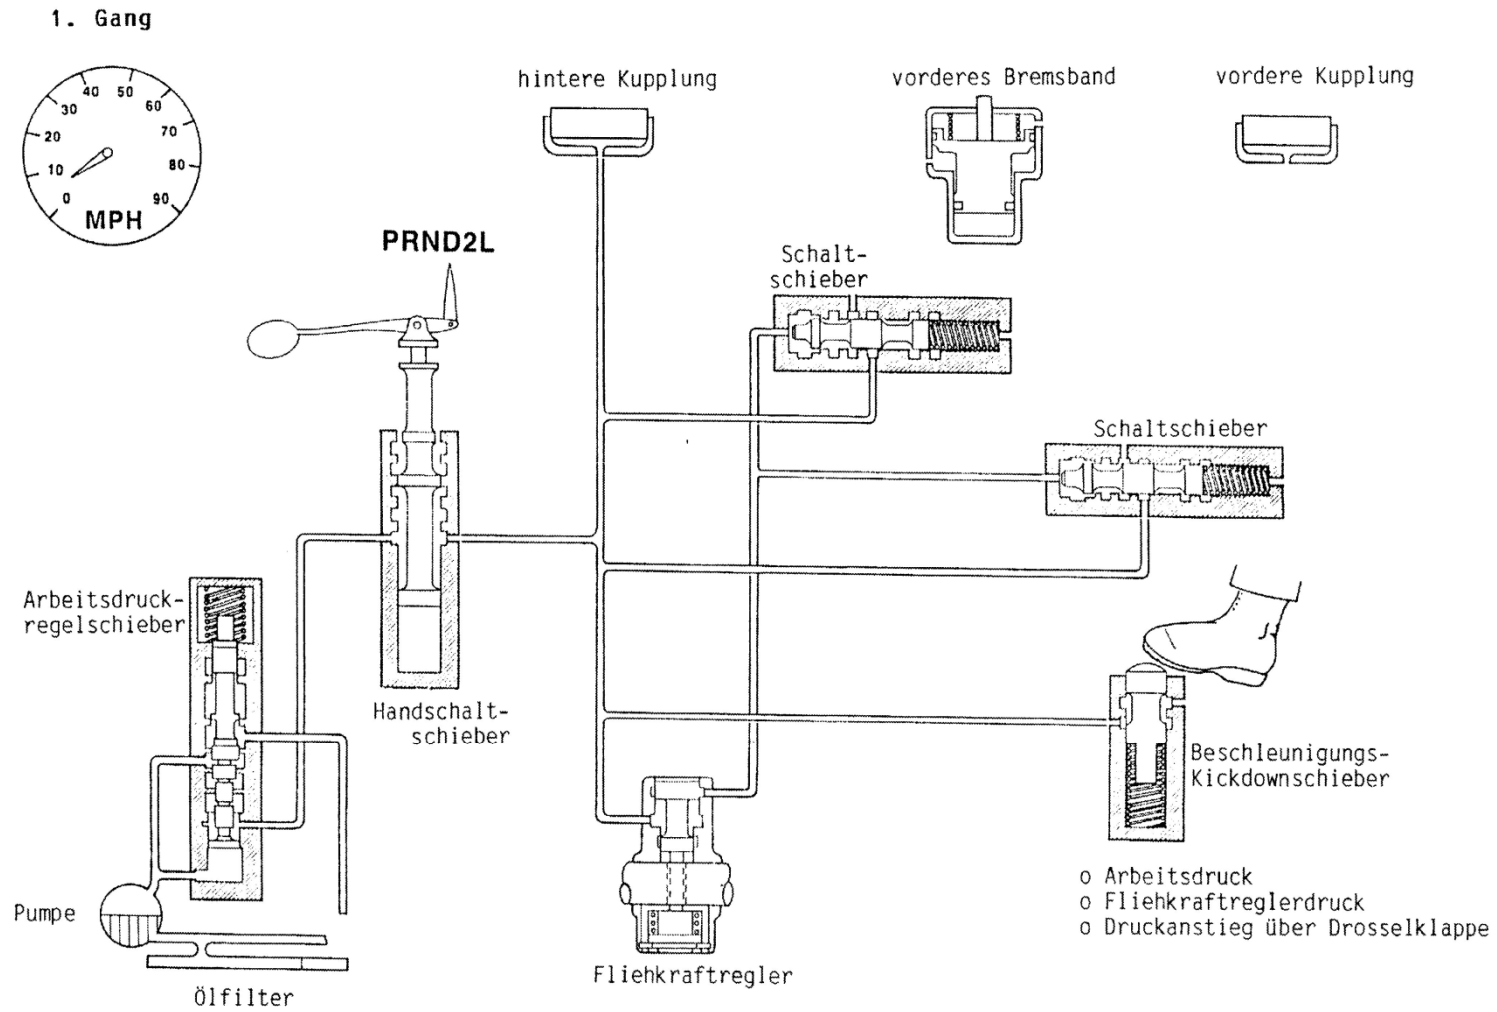 1. Gang
0
10
20
30
40
50
60
70
80
90
MPH
hintere Kupplung
vorderes Bremsband
vordere Kupplung
PRND2L
Schalt-
schieber
Schaltschieber
Arbeitsdruck-
regelschieber
Handschalt-
schieber
Beschleunigungs-
Kickdownschieber
Pumpe
Ölfilter
Fliehkraftregler
o Arbeitsdruck
o Fliehkraftreglerdruck
o Druckanstieg über Drosselklappe